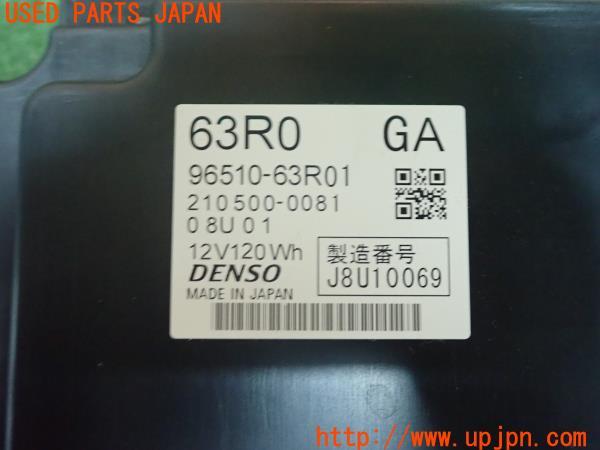 USED PARTS JAPAN
63R0 GA
96510-63R01
210500-0081
08U01
12V120Wh
DENSO
MADE IN JAPAN
製造番号
J8U10069
http://www.upjpn.com/